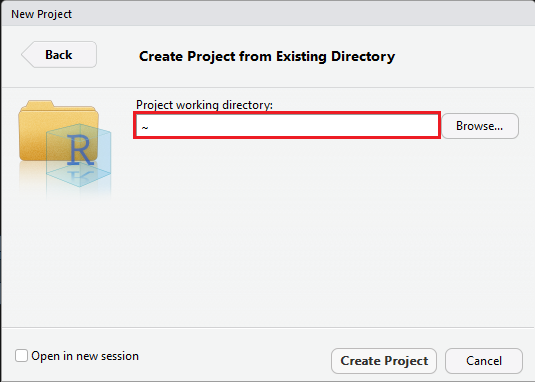 New Project
Back
Create Project from Existing Directory
Project working directory:
~
Browse...
R
Open in new session
Create Project
Cancel